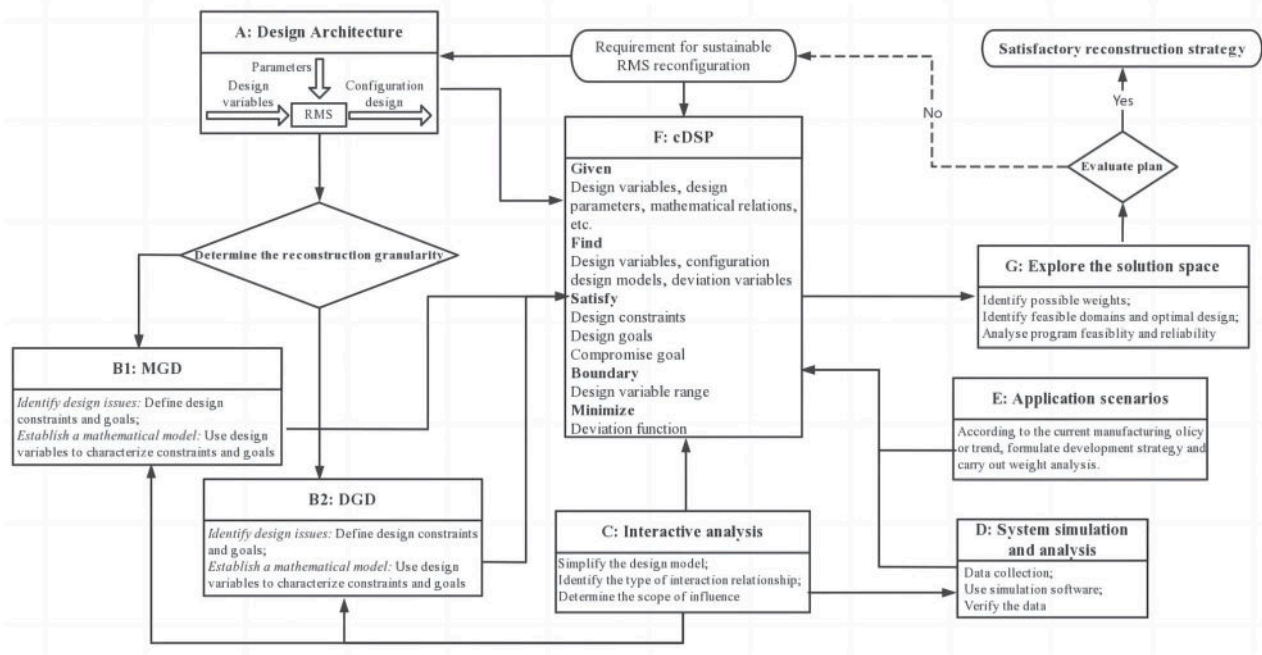 A: Design Architecture
Parameters
Design
variables
Configuration
design
RMS
Requirement for sustainable
RMS reconfiguration
Satisfactory reconstruction strategy
Yes
No
Evaluate plan
Determine the reconstruction granularity
F: cDSP
Given
Design variables, design
parameters, mathematical relations,
etc.
Find
Design variables, configuration
design models, deviation variables
Satisfy
Design constraints
Design goals
Compromise goal
Boundary
Design variable range
Minimize
Deviation function
G: Explore the solution space
Identify possible weights;
Identify feasible domains and optimal design;
Analyse program feasiblity and reliability
B1: MGD
Identify design issues: Define design
constraints and goals;
Establish a mathematical model: Use design
variables to characterize constraints and goals
E: Application scenarios
According to the current manufacturing olicy
or trend, formulate development strategy and
carry out weight analysis.
B2: DGD
Identify design issues: Define design constraints
and goals;
Establish a mathematical model: Use design
variables to characterize constraints and goals
C: Interactive analysis
Simplify the design model;
Identify the type of interaction relationship;
Determine the scope of influence
D: System simulation
and analysis
Data collection;
Use simulation software;
Verify the data